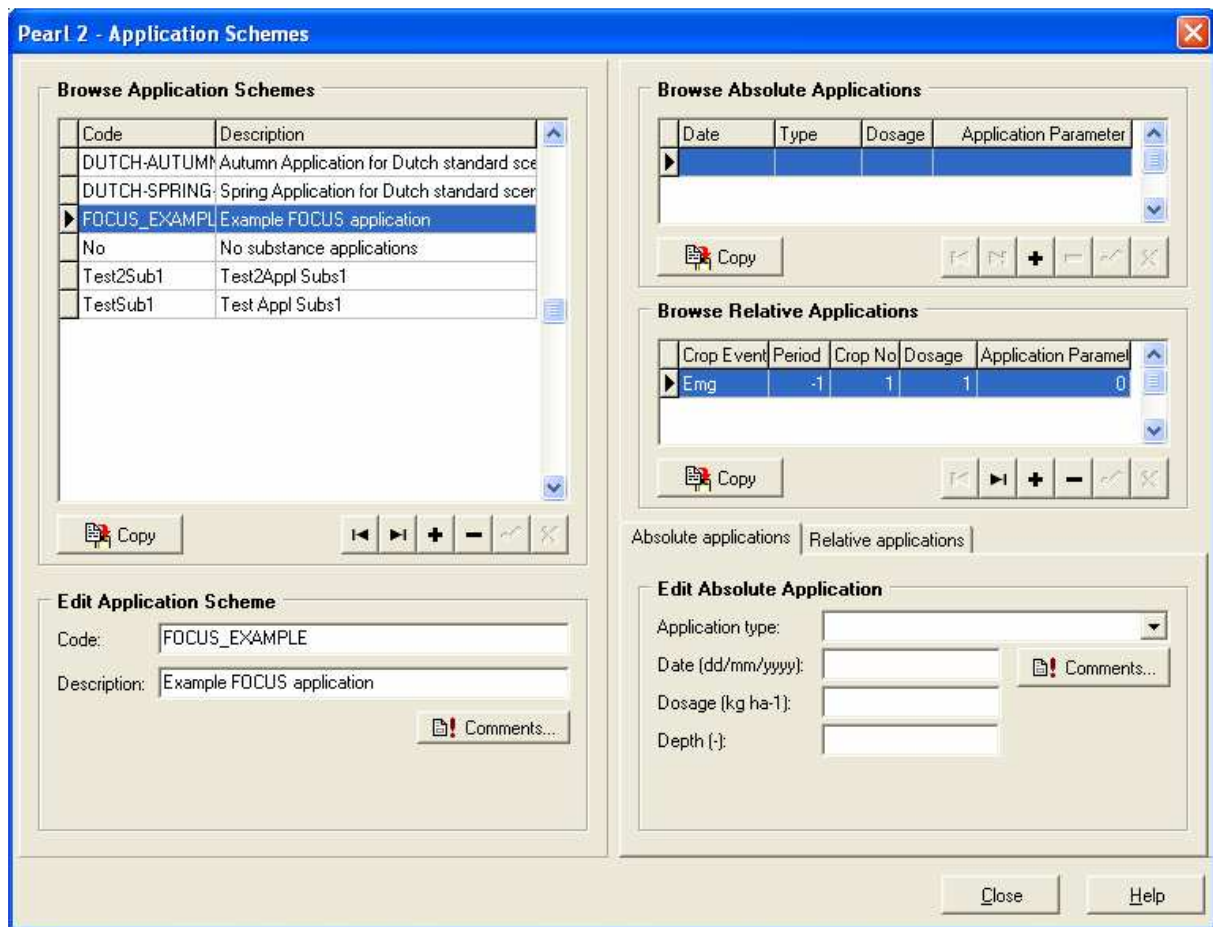 Pearl 2 - Application Schemes
Browse Application Schemes
Code Description
DUTCH-AUTUMN Autumn Application for Dutch standard sce
DUTCH-SPRING- Spring Application for Dutch standard scer
FOCUS_EXAMPL Example FOCUS application
No No substance applications
Test2Sub1 Test2Appl Subs1
TestSub1 Test Appl Subs1
Copy
Edit Application Scheme
Code: FOCUS_EXAMPLE
Description: Example FOCUS application
Comments...
Browse Absolute Applications
Date Type Dosage Application Parameter
Copy
Browse Relative Applications
Crop Event Period Crop No Dosage Application Paramet
Emg -1 1 1 0
Copy
Absolute applications Relative applications
Edit Absolute Application
Application type:
Date (dd/mm/yyyy):
Comments...
Dosage (kg ha-1):
Depth (-):
Close Help